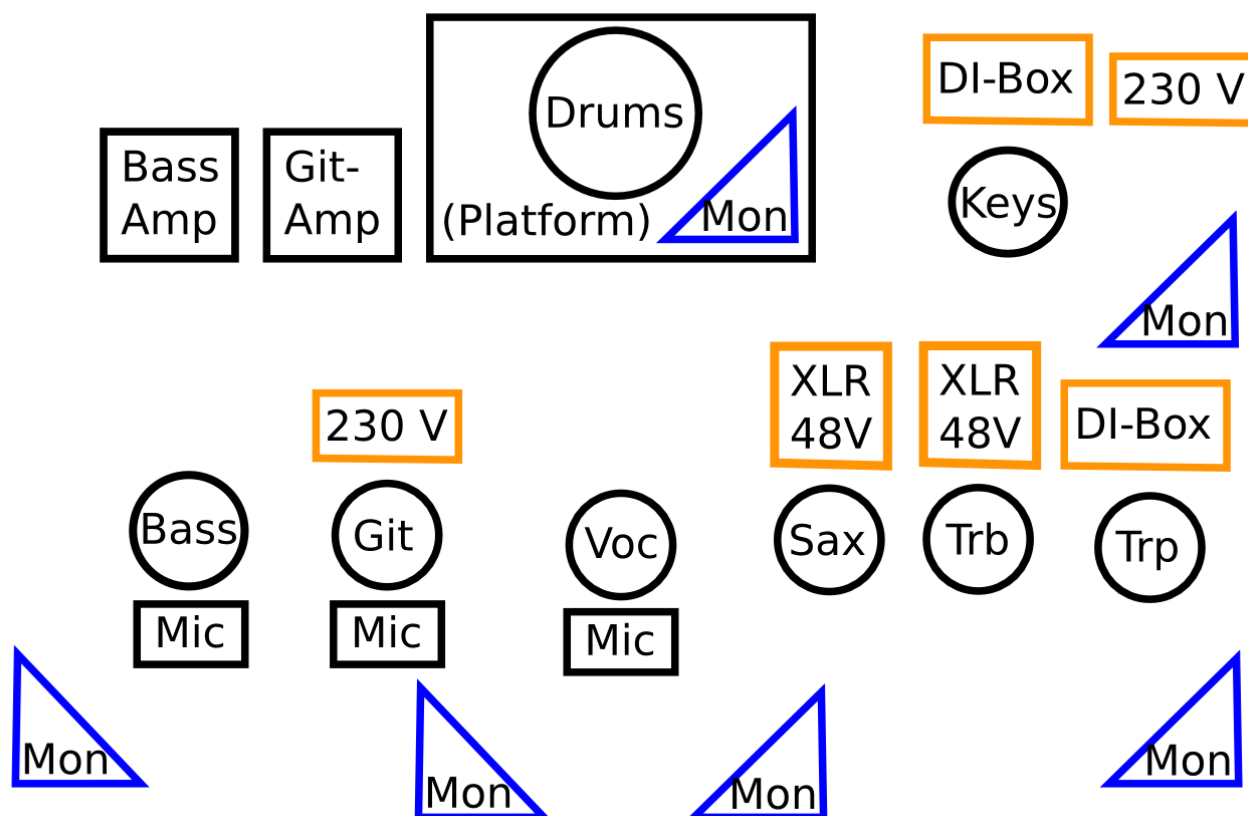 DI-Box
230 V
Drums
Bass
Amp
Git-
Amp
(Platform)
Mon
Keys
Mon
XLR
48V
XLR
48V
DI-Box
230 V
Bass
Git
Voc
Sax
Trb
Trp
Mic
Mic
Mic
Mon
Mon
Mon
Mon